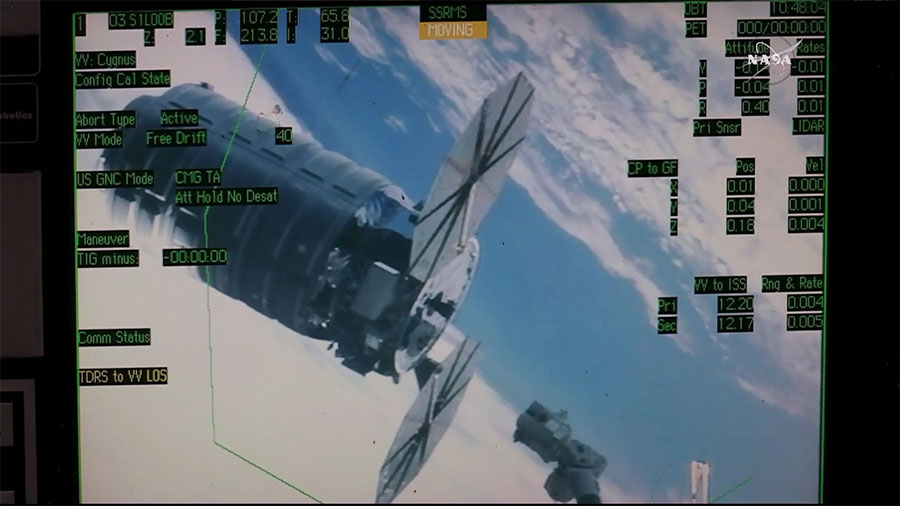 1 03 S1LOOB P: 107.2 T: 65.8
Z: 2.1 F: 213.8 I: 31.0
SSRMS
MOVING
DBT 10:48:04
PET 000/00:00:00
NASA
VV: Cygnus
Config Cal State
Attitude Rates
Y -0.01
P -0.04 0.01
R 0.40 0.01
Abort Type Active
VV Mode Free Drift 40
Pri Snsr LIDAR
US GNC Mode CMG TA
Att Hold No Desat
CP to GF Pos Vel
X 0.01 0.000
Y 0.04 0.001
Z 0.18 0.004
Maneuver
TIG minus: -00:00:00
VV to ISS Rng & Rate
Pri 12.20 0.004
Sec 12.17 0.005
Comm Status
TDRS to VV LOS